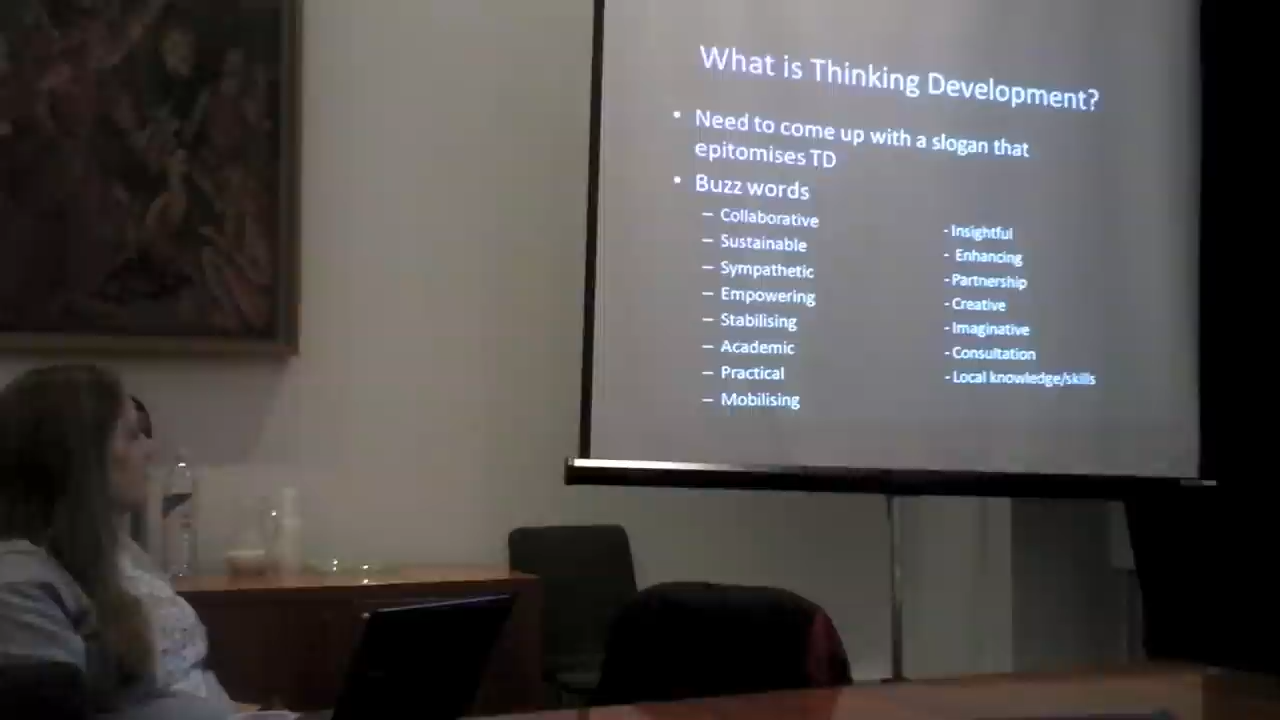 What is Thinking Development?
• Need to come up with a slogan that
epitomises TD
• Buzz words
– Collaborative
– Sustainable
– Sympathetic
– Empowering
– Stabilising
– Academic
– Practical
– Mobilising
- Insightful
- Enhancing
- Partnership
- Creative
- Imaginative
- Consultation
- Local knowledge/skills